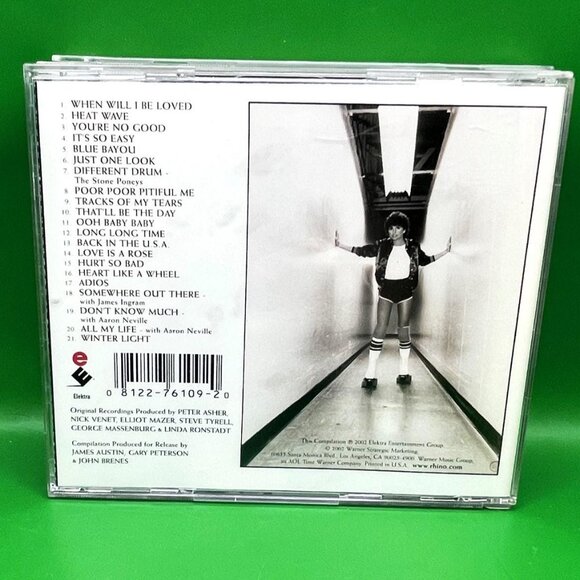 1. WHEN WILL I BE LOVED
2. HEAT WAVE
3. YOU'RE NO GOOD
4. IT'S SO EASY
5. BLUE BAYOU
6. JUST ONE LOOK
7. DIFFERENT DRUM -
The Stone Poneys
8. POOR POOR PITIFUL ME
9. TRACKS OF MY TEARS
10. THAT'LL BE THE DAY
11. OOH BABY BABY
12. LONG LONG TIME
13. BACK IN THE U.S.A.
14. LOVE IS A ROSE
15. HURT SO BAD
16. HEART LIKE A WHEEL
17. ADIOS
18. SOMEWHERE OUT THERE -
with James Ingram
19. DON'T KNOW MUCH -
with Aaron Neville
20. ALL MY LIFE - with Aaron Neville
21. WINTER LIGHT
e
Elektra
0 8122-76109-2 0
Original Recordings Produced by PETER ASHER,
NICK VENET, ELLIOT MAZER, STEVE TYRELL,
GEORGE MASSENBURG & LINDA RONSTADT
Compilation Produced for Release by
JAMES AUSTIN, GARY PETERSON
& JOHN BRENES
This Compilation ℗ 2002 Elektra Entertainment Group.
© 2002 Warner Strategic Marketing,
10635 Santa Monica Blvd., Los Angeles, CA 90025-4900. Warner Music Group,
an AOL Time Warner Company. Printed in U.S.A. www.rhino.com